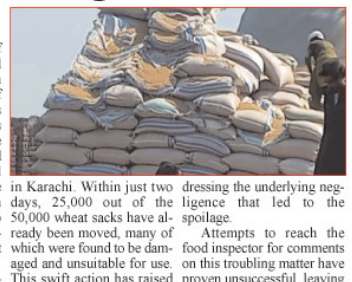 in Karachi. Within just two
days, 25,000 out of the
50,000 wheat sacks have al-
ready been moved, many of
which were found to be dam-
aged and unsuitable for use.
This swift action has raised
dressing the underlying neg-
ligence that led to the
spoilage.
Attempts to reach the
food inspector for comments
on this troubling matter have
proven unsuccessful, leaving